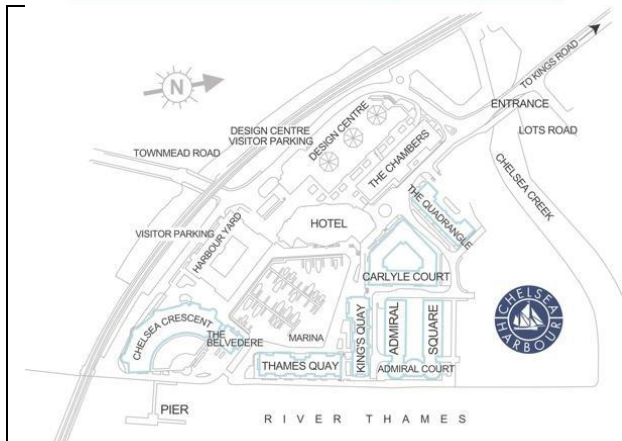 N
TO KINGS ROAD
ENTRANCE
LOTS ROAD
DESIGN CENTRE
VISITOR PARKING
DESIGN CENTRE
TOWNMEAD ROAD
THE CHAMBERS
CHELSEA CREEK
THE QUADRANGLE
HOTEL
VISITOR PARKING
HARBOUR YARD
CARLYLE COURT
CHELSEA
HARBOUR
CHELSEA CRESCENT
THE
BELVEDERE
MARINA
KING'S QUAY
ADMIRAL
SQUARE
THAMES QUAY
ADMIRAL COURT
PIER
RIVER THAMES